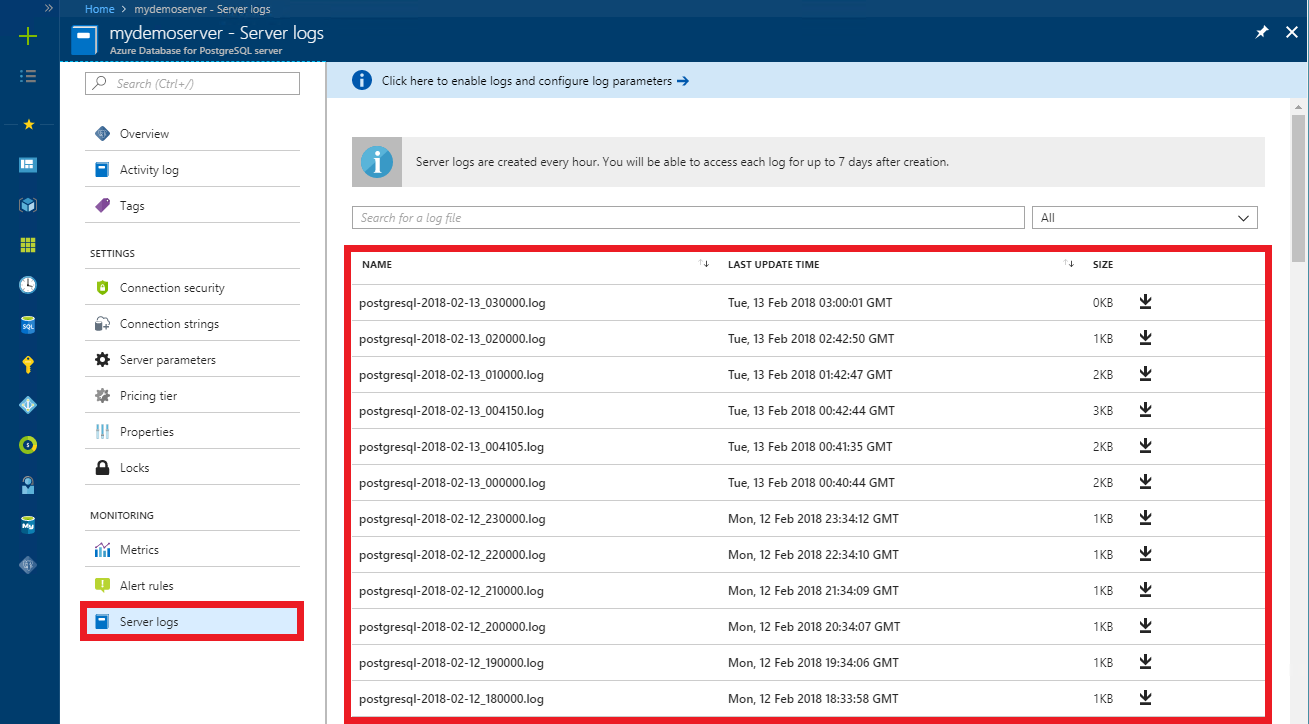 Home > mydemoserver - Server logs
mydemoserver - Server logs
Azure Database for PostgreSQL server
Search (Ctrl+/)
Overview
Activity log
Tags
SETTINGS
Connection security
Connection strings
Server parameters
Pricing tier
Properties
Locks
MONITORING
Metrics
Alert rules
Server logs
Click here to enable logs and configure log parameters →
Server logs are created every hour. You will be able to access each log for up to 7 days after creation.
Search for a log file All
NAME LAST UPDATE TIME SIZE
postgresql-2018-02-13_030000.log Tue, 13 Feb 2018 03:00:01 GMT 0KB
postgresql-2018-02-13_020000.log Tue, 13 Feb 2018 02:42:50 GMT 1KB
postgresql-2018-02-13_010000.log Tue, 13 Feb 2018 01:42:47 GMT 2KB
postgresql-2018-02-13_004150.log Tue, 13 Feb 2018 00:42:44 GMT 3KB
postgresql-2018-02-13_004105.log Tue, 13 Feb 2018 00:41:35 GMT 2KB
postgresql-2018-02-13_000000.log Tue, 13 Feb 2018 00:40:44 GMT 2KB
postgresql-2018-02-12_230000.log Mon, 12 Feb 2018 23:34:12 GMT 1KB
postgresql-2018-02-12_220000.log Mon, 12 Feb 2018 22:34:10 GMT 1KB
postgresql-2018-02-12_210000.log Mon, 12 Feb 2018 21:34:09 GMT 1KB
postgresql-2018-02-12_200000.log Mon, 12 Feb 2018 20:34:07 GMT 1KB
postgresql-2018-02-12_190000.log Mon, 12 Feb 2018 19:34:06 GMT 1KB
postgresql-2018-02-12_180000.log Mon, 12 Feb 2018 18:33:58 GMT 1KB
SQL
My